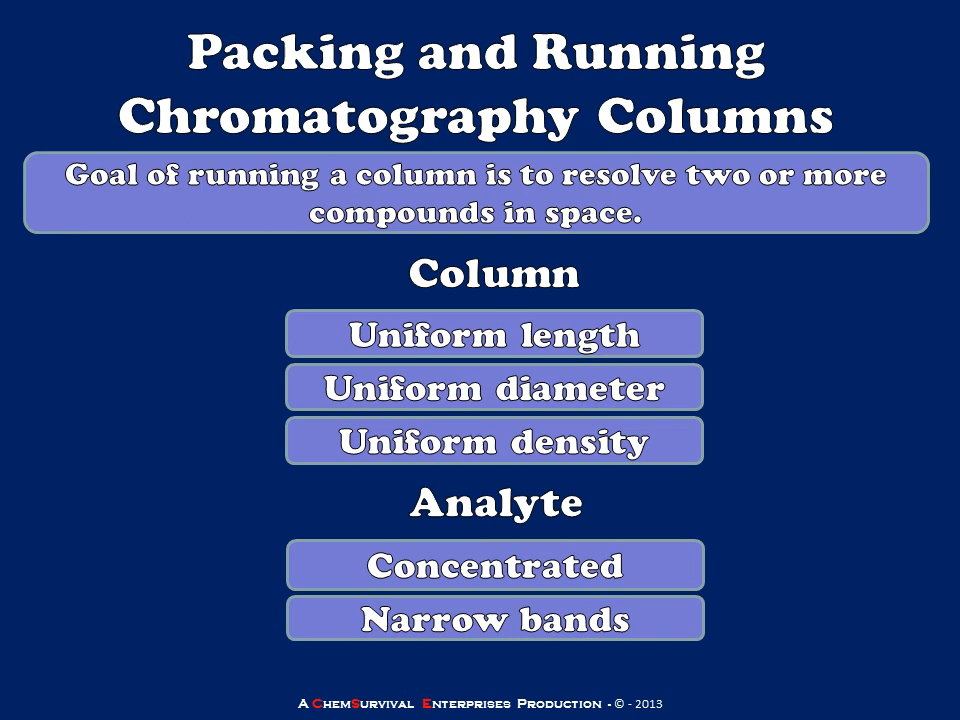 Packing and Running
Chromatography Columns
Goal of running a column is to resolve two or more
compounds in space.
Column
Uniform length
Uniform diameter
Uniform density
Analyte
Concentrated
Narrow bands
A ChemSurvival Enterprises Production - © - 2013